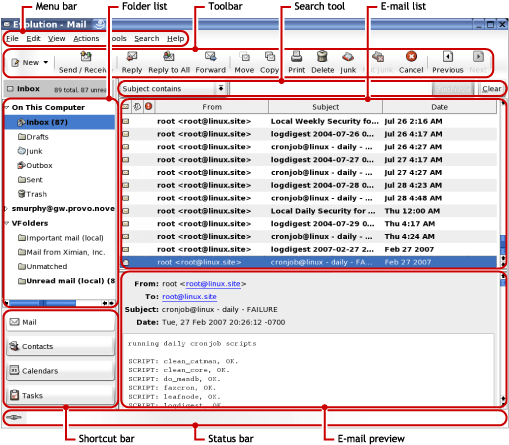 Menu bar Folder list Toolbar Search tool E-mail list
Evolution - Mail
File Edit View Actions Tools Search Help
New Send / Receive Reply Reply to All Forward Move Copy Print Delete Junk Not Junk Cancel Previous Next
Inbox 89 total, 87 unread
Subject contains Find Now Clear
On This Computer
Inbox (87)
Drafts
Junk
Outbox
Sent
Trash
smurphy@gw.provo.nove
VFolders
Important mail (local)
Mail from Ximian, Inc.
Unmatched
Unread mail (local) (8
From Subject Date
root <root@linux.site> Local Weekly Security fo... Jul 26 2:16 AM
root <root@linux.site> logdigest 2004-07-26 0... Jul 26 4:17 AM
root <root@linux.site> cronjob@linux - daily - ... Jul 26 4:27 AM
root <root@linux.site> logdigest 2004-07-27 0... Jul 27 4:17 AM
root <root@linux.site> cronjob@linux - daily - ... Jul 27 4:27 AM
root <root@linux.site> logdigest 2004-07-28 0... Jul 28 4:23 AM
root <root@linux.site> cronjob@linux - daily - ... Jul 28 4:48 AM
root <root@linux.site> Local Daily Security for ... Thu 12:00 AM
root <root@linux.site> logdigest 2004-07-29 0... Thu 4:17 AM
root <root@linux.site> cronjob@linux - daily - ... Thu 4:24 AM
root <root@linux.site> logdigest 2007-02-27 2... Feb 27 2007
root <root@linux.site> cronjob@linux - daily - FA... Feb 27 2007
From: root <root@linux.site>
To: root@linux.site
Subject: cronjob@linux - daily - FAILURE
Date: Tue, 27 Feb 2007 20:26:12 -0700
running daily cronjob scripts
SCRIPT: clean_catman, OK.
SCRIPT: clean_core, OK.
SCRIPT: do_mandb, OK.
SCRIPT: faxcron, OK.
SCRIPT: leafnode, OK.
SCRIPT: logdigest, OK.
Mail
Contacts
Calendars
Tasks
Shortcut bar Status bar E-mail preview